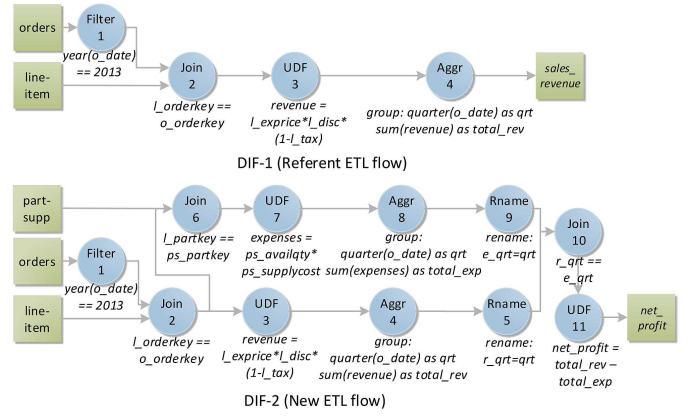 orders
Filter
1
year(o_date)
== 2013
line-
item
Join
2
l_orderkey ==
o_orderkey
UDF
3
revenue =
l_exprice*l_disc*
(1-l_tax)
Aggr
4
group: quarter(o_date) as qrt
sum(revenue) as total_rev
sales_
revenue
DIF-1 (Referent ETL flow)
part-
supp
Join
6
l_partkey ==
ps_partkey
UDF
7
expenses =
ps_availqty*
ps_supplycost
Aggr
8
group:
quarter(o_date) as qrt
sum(expenses) as total_exp
Rname
9
rename:
e_qrt=qrt
Join
10
r_qrt ==
e_qrt
orders
Filter
1
year(o_date)
== 2013
line-
item
Join
2
l_orderkey ==
o_orderkey
UDF
3
revenue =
l_exprice*l_disc*
(1-l_tax)
Aggr
4
group:
quarter(o_date) as qrt
sum(revenue) as total_rev
Rname
5
rename:
r_qrt=qrt
UDF
11
net_profit =
total_rev –
total_exp
net_
profit
DIF-2 (New ETL flow)